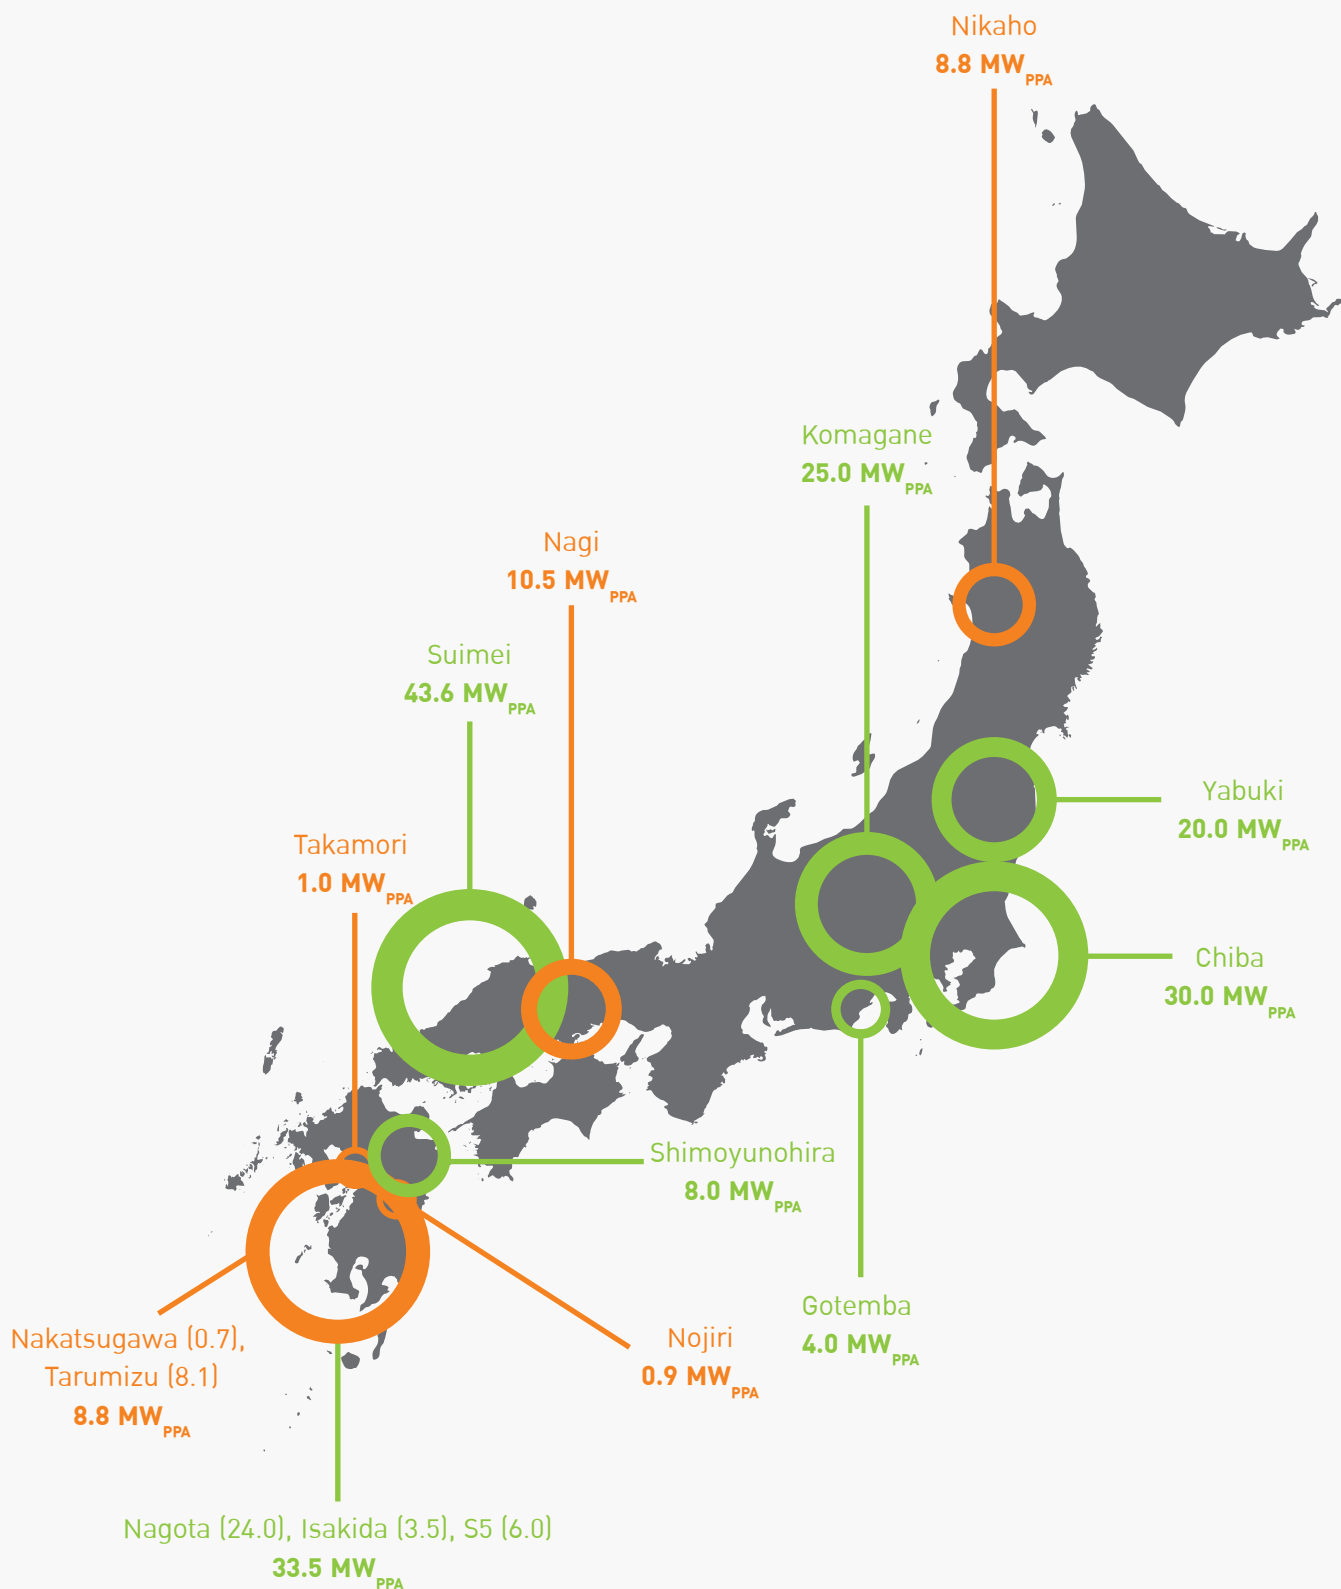 Nikaho
8.8 MWPPA
Komagane
25.0 MWPPA
Nagi
10.5 MWPPA
Suimei
43.6 MWPPA
Yabuki
20.0 MWPPA
Takamori
1.0 MWPPA
Chiba
30.0 MWPPA
Shimoyunohira
8.0 MWPPA
Gotemba
4.0 MWPPA
Nojiri
0.9 MWPPA
Nakatsugawa (0.7),
Tarumizu (8.1)
8.8 MWPPA
Nagota (24.0), Isakida (3.5), S5 (6.0)
33.5 MWPPA